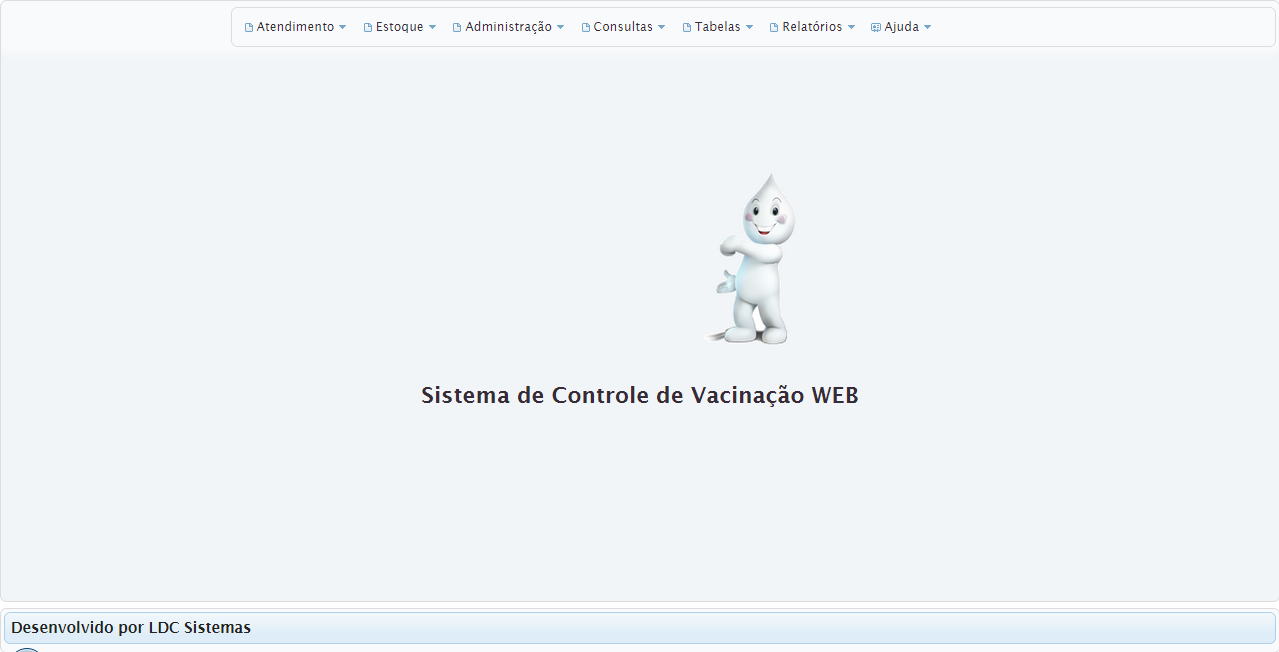 Atendimento Estoque Administração Consultas Tabelas Relatórios Ajuda
Sistema de Controle de Vacinação WEB
Desenvolvido por LDC Sistemas